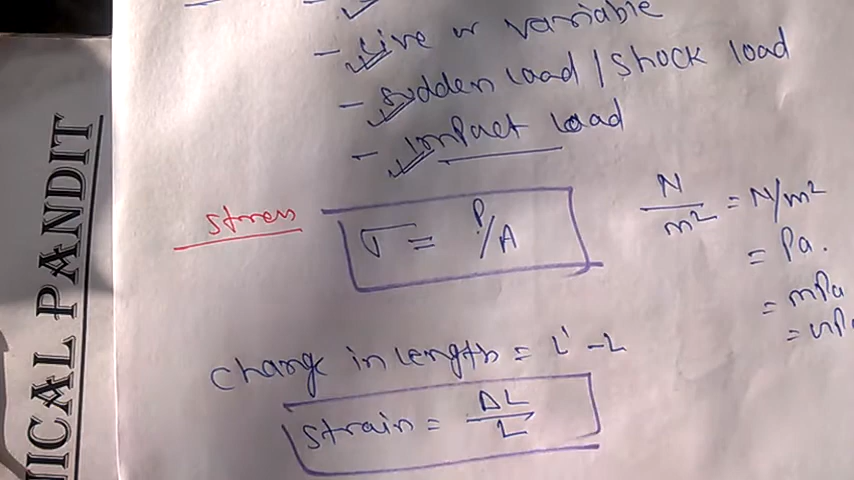 - Live or variable
- Sudden load / Shock load
- Impact load
stress
σ = P/A
N/m² = N/m²
= Pa.
= mPa
Change in length = L' - L
Strain = ΔL/L
NICAL PANDIT